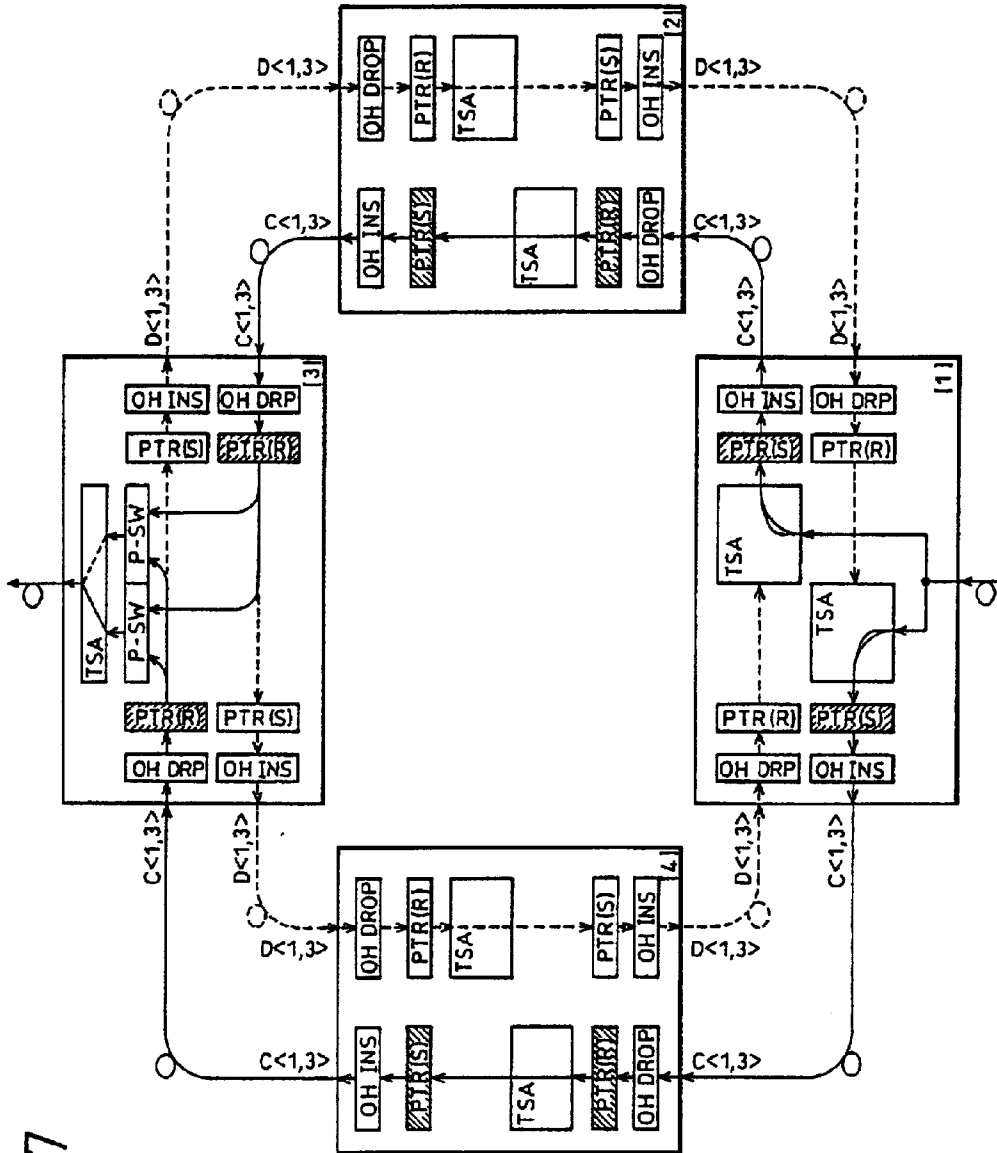 D<1,3>
OH DROP
PTR(R)
TSA
PTR(S)
OH INS
[2]
D<1,3>
C<1,3>
OH INS
PTR(S)
TSA
PTR(R)
OH DROP
C<1,3>
D<1,3>
C<1,3>
C<1,3>
D<1,3>
TSA
P-SW
P-SW
OH INS
PTR(S)
OH DRP
PTR(R)
[3]
PTR(R)
OH DRP
PTR(S)
OH INS
OH INS
PTR(S)
OH DRP
PTR(R)
[1]
TSA
TSA
PTR(R)
OH DRP
PTR(S)
OH INS
C<1,3>
D<1,3>
D<1,3>
C<1,3>
D<1,3>
OH DROP
PTR(R)
TSA
PTR(S)
OH INS
[4]
D<1,3>
OH INS
PTR(S)
TSA
PTR(R)
OH DROP
C<1,3>
C<1,3>
7